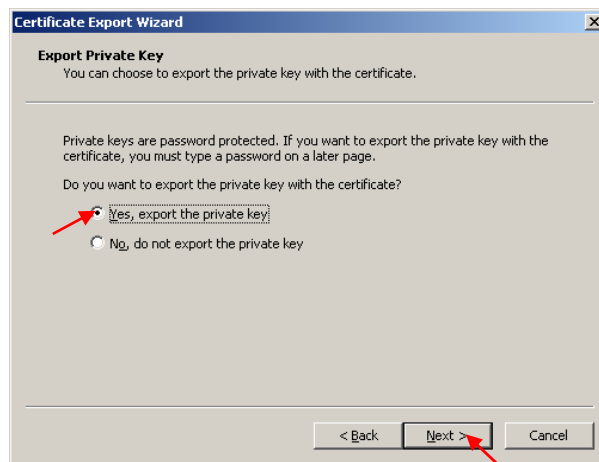 Certificate Export Wizard
Export Private Key
You can choose to export the private key with the certificate.
Private keys are password protected. If you want to export the private key with the
certificate, you must type a password on a later page.
Do you want to export the private key with the certificate?
Yes, export the private key
No, do not export the private key
< Back Next > Cancel